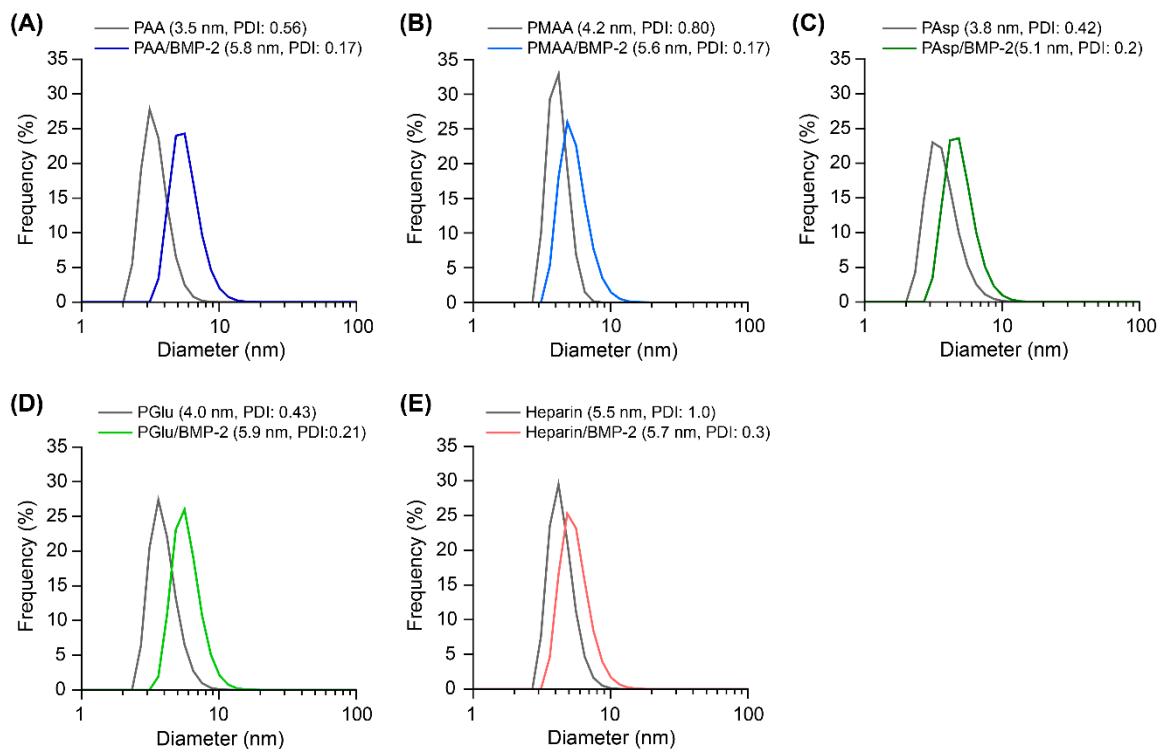 (A)
PAA (3.5 nm, PDI: 0.56)
PAA/BMP-2 (5.8 nm, PDI: 0.17)
35
30
25
20
15
10
5
0
Frequency (%)
1
10
100
Diameter (nm)
(B)
PMAA (4.2 nm, PDI: 0.80)
PMAA/BMP-2 (5.6 nm, PDI: 0.17)
35
30
25
20
15
10
5
0
Frequency (%)
1
10
100
Diameter (nm)
(C)
PAsp (3.8 nm, PDI: 0.42)
PAsp/BMP-2(5.1 nm, PDI: 0.2)
35
30
25
20
15
10
5
0
Frequency (%)
1
10
100
Diameter (nm)
(D)
PGlu (4.0 nm, PDI: 0.43)
PGlu/BMP-2 (5.9 nm, PDI:0.21)
35
30
25
20
15
10
5
0
Frequency (%)
1
10
100
Diameter (nm)
(E)
Heparin (5.5 nm, PDI: 1.0)
Heparin/BMP-2 (5.7 nm, PDI: 0.3)
35
30
25
20
15
10
5
0
Frequency (%)
1
10
100
Diameter (nm)